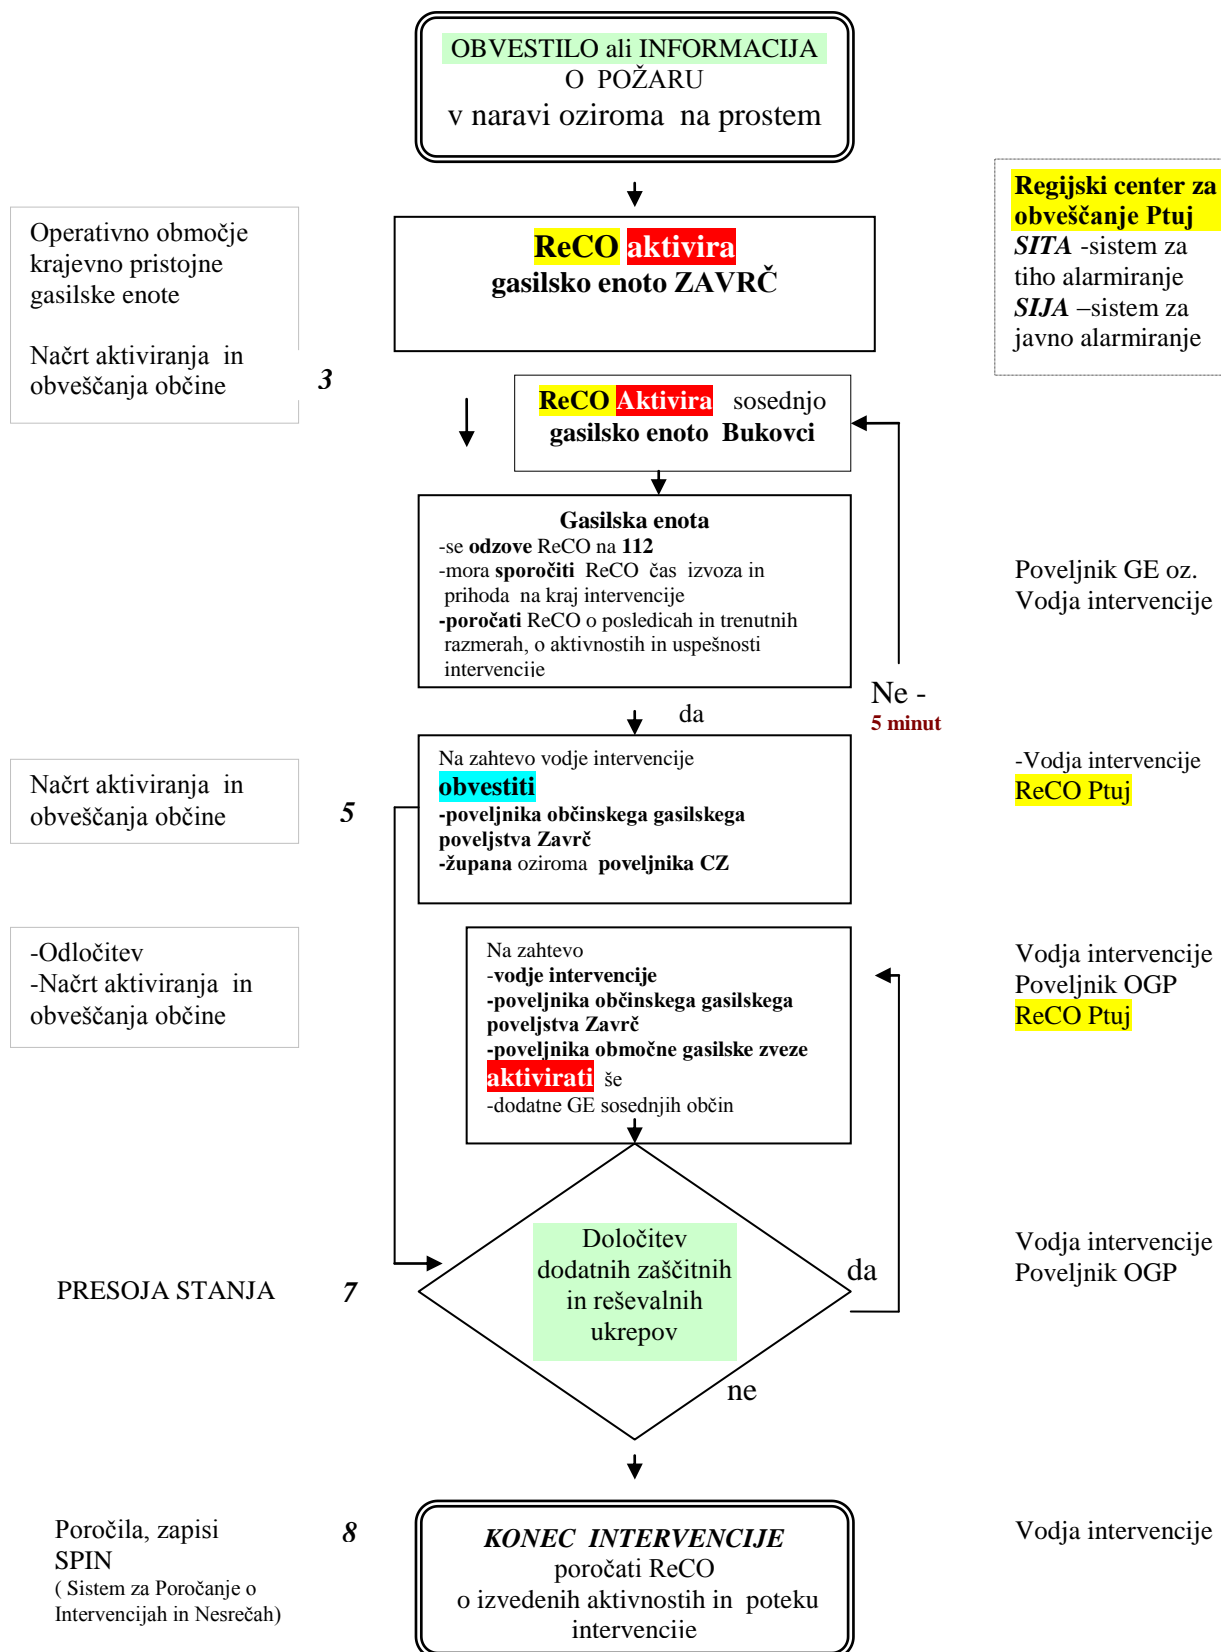 OBVESTILO ali INFORMACIJA
O POŽARU
v naravi oziroma na prostem
Regijski center za
obveščanje Ptuj
SITA -sistem za
tiho alarmiranje
SIJA –sistem za
javno alarmiranje
Operativno območje
krajevno pristojne
gasilske enote
Načrt aktiviranja in
obveščanja občine
3
ReCO aktivira
gasilsko enoto ZAVRČ
ReCO Aktivira sosednjo
gasilsko enoto Bukovci
Gasilska enota
-se odzove ReCO na 112
-mora sporočiti ReCO čas izvoza in
prihoda na kraj intervencije
-poročati ReCO o posledicah in trenutnih
razmerah, o aktivnostih in uspešnosti
intervencije
Poveljnik GE oz.
Vodja intervencije
Ne -
5 minut
da
Načrt aktiviranja in
obveščanja občine
5
Na zahtevo vodje intervencije
obvestiti
-poveljnika občinskega gasilskega
poveljstva Zavrč
-župana oziroma poveljnika CZ
-Vodja intervencije
ReCO Ptuj
-Odločitev
-Načrt aktiviranja in
obveščanja občine
Na zahtevo
-vodje intervencije
-poveljnika občinskega gasilskega
poveljstva Zavrč
-poveljnika območne gasilske zveze
aktivirati še
-dodatne GE sosednjih občin
Vodja intervencije
Poveljnik OGP
ReCO Ptuj
PRESOJA STANJA
7
Določitev
dodatnih zaščitnih
in reševalnih
ukrepov
da
ne
Vodja intervencije
Poveljnik OGP
Poročila, zapisi
SPIN
( Sistem za Poročanje o
Intervencijah in Nesrečah)
8
KONEC INTERVENCIJE
poročati ReCO
o izvedenih aktivnostih in poteku
intervencije
Vodja intervencije